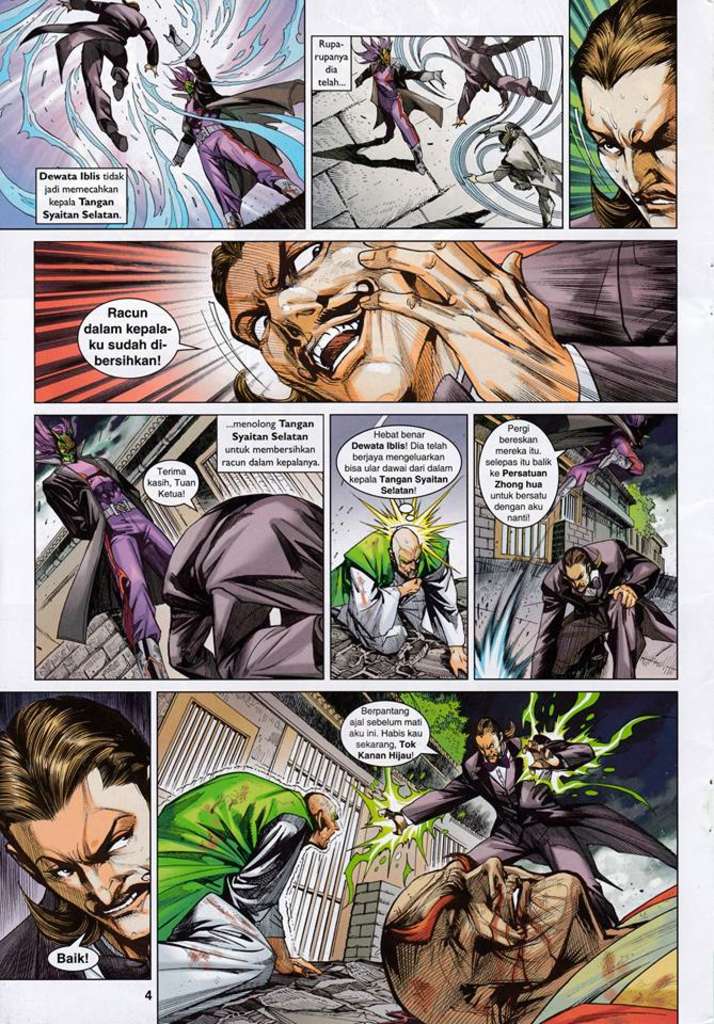 Dewata Iblis tidak
jadi memecahkan
kepala Tangan
Syaitan Selatan.
Rupa-
rupanya
dia
telah...
Racun
dalam kepala-
ku sudah di-
bersihkan!
Terima
kasih, Tuan
Ketua!
...menolong Tangan
Syaitan Selatan
untuk membersihkan
racun dalam kepalanya.
Hebat benar
Dewata Iblis! Dia telah
mengeluarkan
bisa ular dawai dari dalam
kepala Tangan Syaitan
Selatan!
Pergi
bereskan
mereka itu.
selepas itu balik
ke Persatuan
Zhong hua
untuk bersatu
dengan aku
nanti!
Baik!
Berpantang
ajal sebelum mati
aku ini. Habis kau
sekarang, Tok
Kanan Hijau!
4